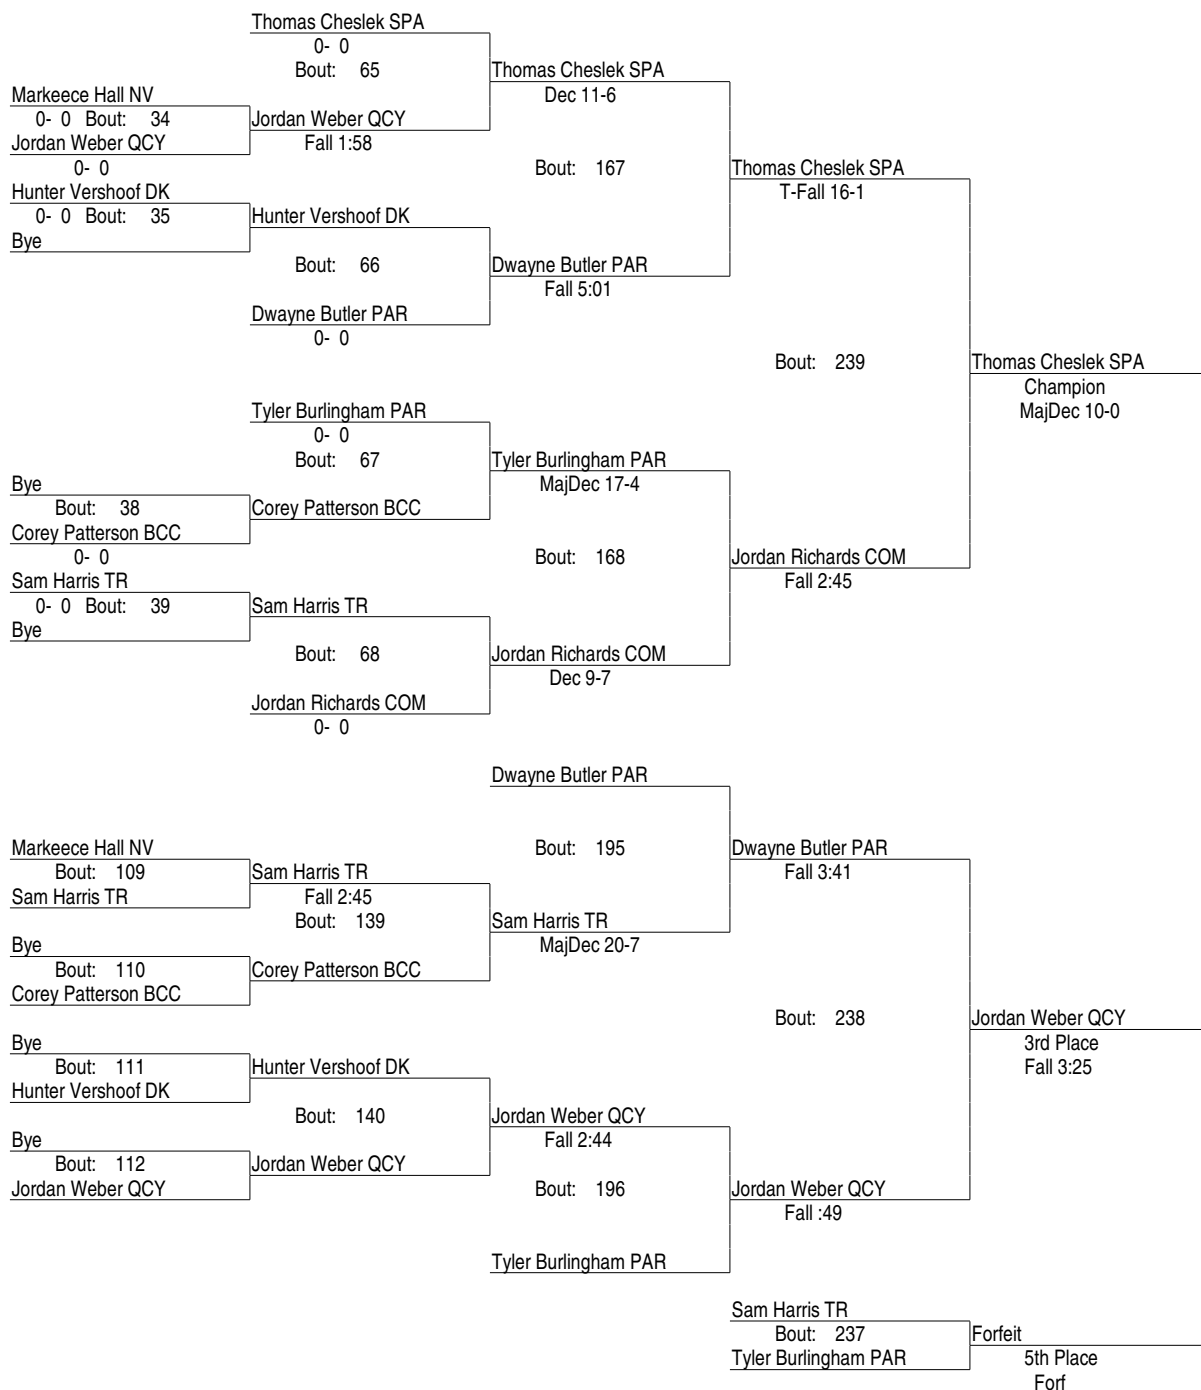 Thomas Cheslek SPA
0- 0
Bout: 65
Thomas Cheslek SPA
Dec 11-6
Markeece Hall NV
0- 0 Bout: 34
Jordan Weber QCY
Jordan Weber QCY
Fall 1:58
0- 0
Bout: 167
Thomas Cheslek SPA
T-Fall 16-1
Hunter Vershoof DK
0- 0 Bout: 35
Hunter Vershoof DK
Bye
Bout: 66
Dwayne Butler PAR
Fall 5:01
Dwayne Butler PAR
0- 0
Bout: 239
Thomas Cheslek SPA
Champion
MajDec 10-0
Tyler Burlingham PAR
0- 0
Bout: 67
Tyler Burlingham PAR
MajDec 17-4
Bye
Bout: 38
Corey Patterson BCC
Corey Patterson BCC
0- 0
Bout: 168
Jordan Richards COM
Fall 2:45
Sam Harris TR
0- 0 Bout: 39
Sam Harris TR
Bye
Bout: 68
Jordan Richards COM
Dec 9-7
Jordan Richards COM
0- 0
Dwayne Butler PAR
Bout: 195
Dwayne Butler PAR
Fall 3:41
Markeece Hall NV
Bout: 109
Sam Harris TR
Sam Harris TR
Fall 2:45
Bout: 139
Sam Harris TR
MajDec 20-7
Bye
Bout: 110
Corey Patterson BCC
Corey Patterson BCC
Bout: 238
Jordan Weber QCY
3rd Place
Fall 3:25
Bye
Bout: 111
Hunter Vershoof DK
Hunter Vershoof DK
Bout: 140
Jordan Weber QCY
Fall 2:44
Bye
Bout: 112
Jordan Weber QCY
Jordan Weber QCY
Bout: 196
Jordan Weber QCY
Fall :49
Tyler Burlingham PAR
Sam Harris TR
Bout: 237
Tyler Burlingham PAR
Forfeit
5th Place
Forf